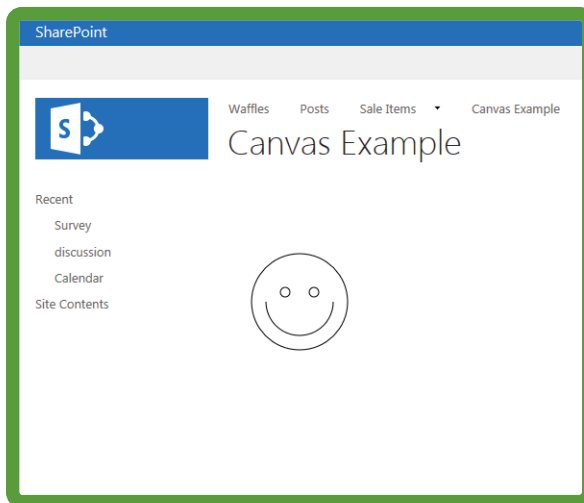 SharePoint
Waffles Posts Sale Items Canvas Example
S
Canvas Example
Recent
Survey
discussion
Calendar
Site Contents